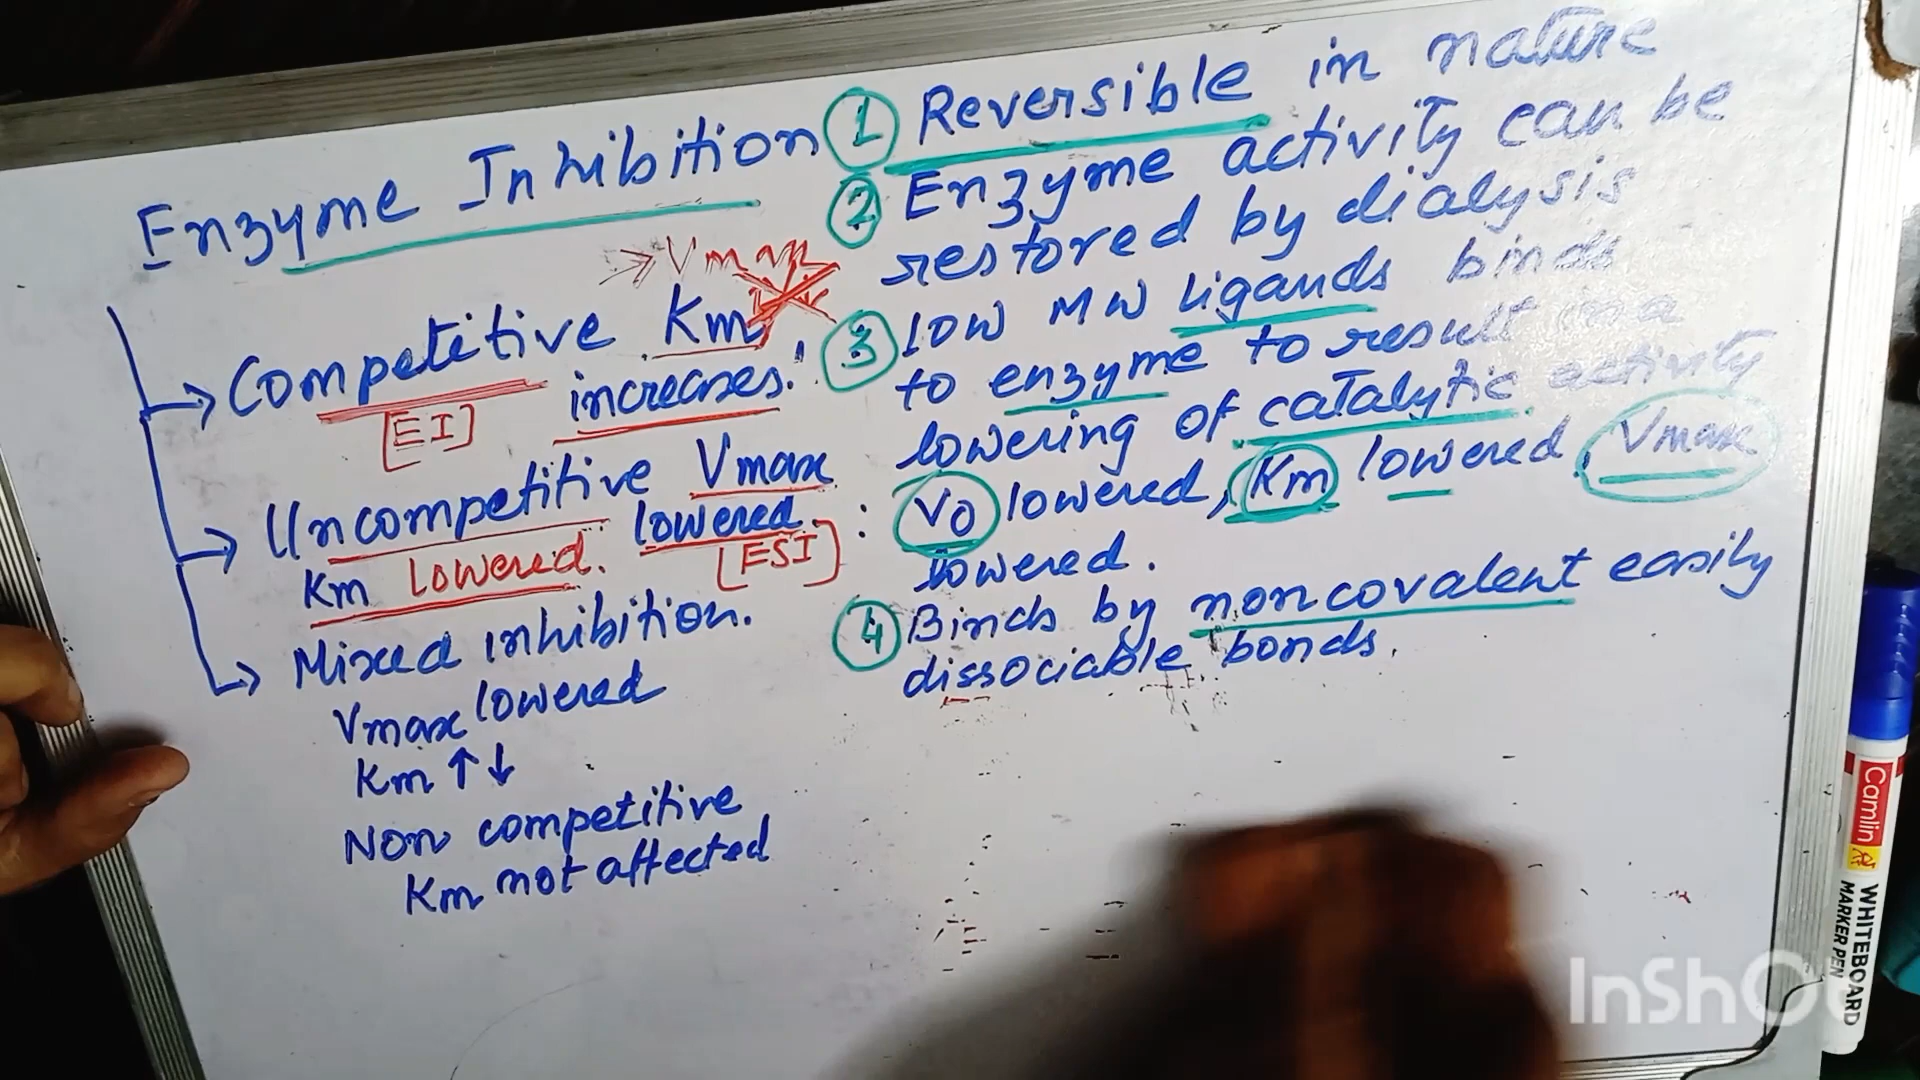 Enzyme Inhibition
→ Vmax
→ Competitive Km
increases.
[EI]
→ Uncompetitive Vmax
Km lowered. lowered.
[ESI]
→ Mixed inhibition.
Vmax lowered
Km ↑↓
Non competitive
Km not affected
1 Reversible in nature
2 Enzyme activity can be
restored by dialysis
3 low MW ligands binds
to enzyme to result in a
lowering of catalytic activity
: Vo lowered, Km lowered, Vmax
lowered.
4 Binds by noncovalent easily
dissociable bonds.
Camlin
WHITEBOARD
MARKER PEN
InShO